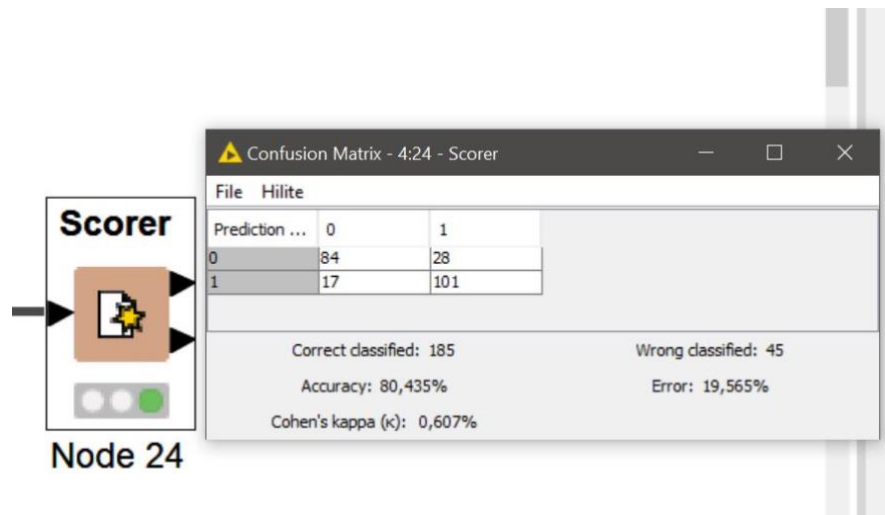 Confusion Matrix - 4:24 - Scorer
File Hilite
Scorer
Prediction ... 0 1
0 84 28
1 17 101
Correct classified: 185 Wrong classified: 45
Accuracy: 80,435% Error: 19,565%
Cohen's kappa (κ): 0,607%
Node 24